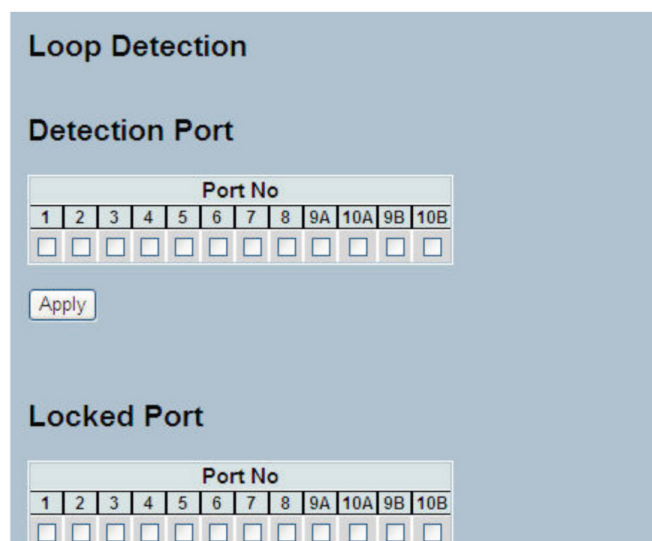 Loop Detection
Detection Port
Port No
1 2 3 4 5 6 7 8 9A 10A 9B 10B
Apply
Locked Port
Port No
1 2 3 4 5 6 7 8 9A 10A 9B 10B